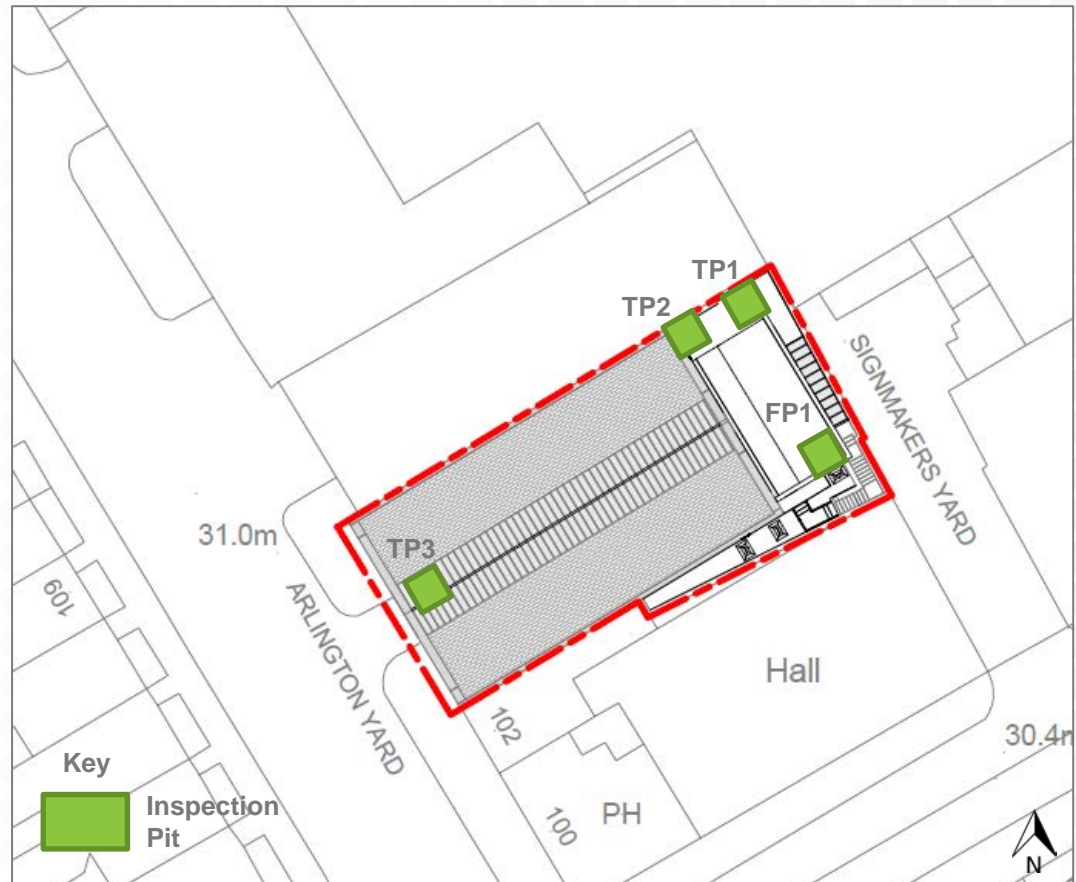 TP1
TP2
FP1
SIGNMAKERS YARD
31.0m
TP3
109
ARLINGTON YARD
Hall
102
30.4m
Key
Inspection
Pit
100
PH
N